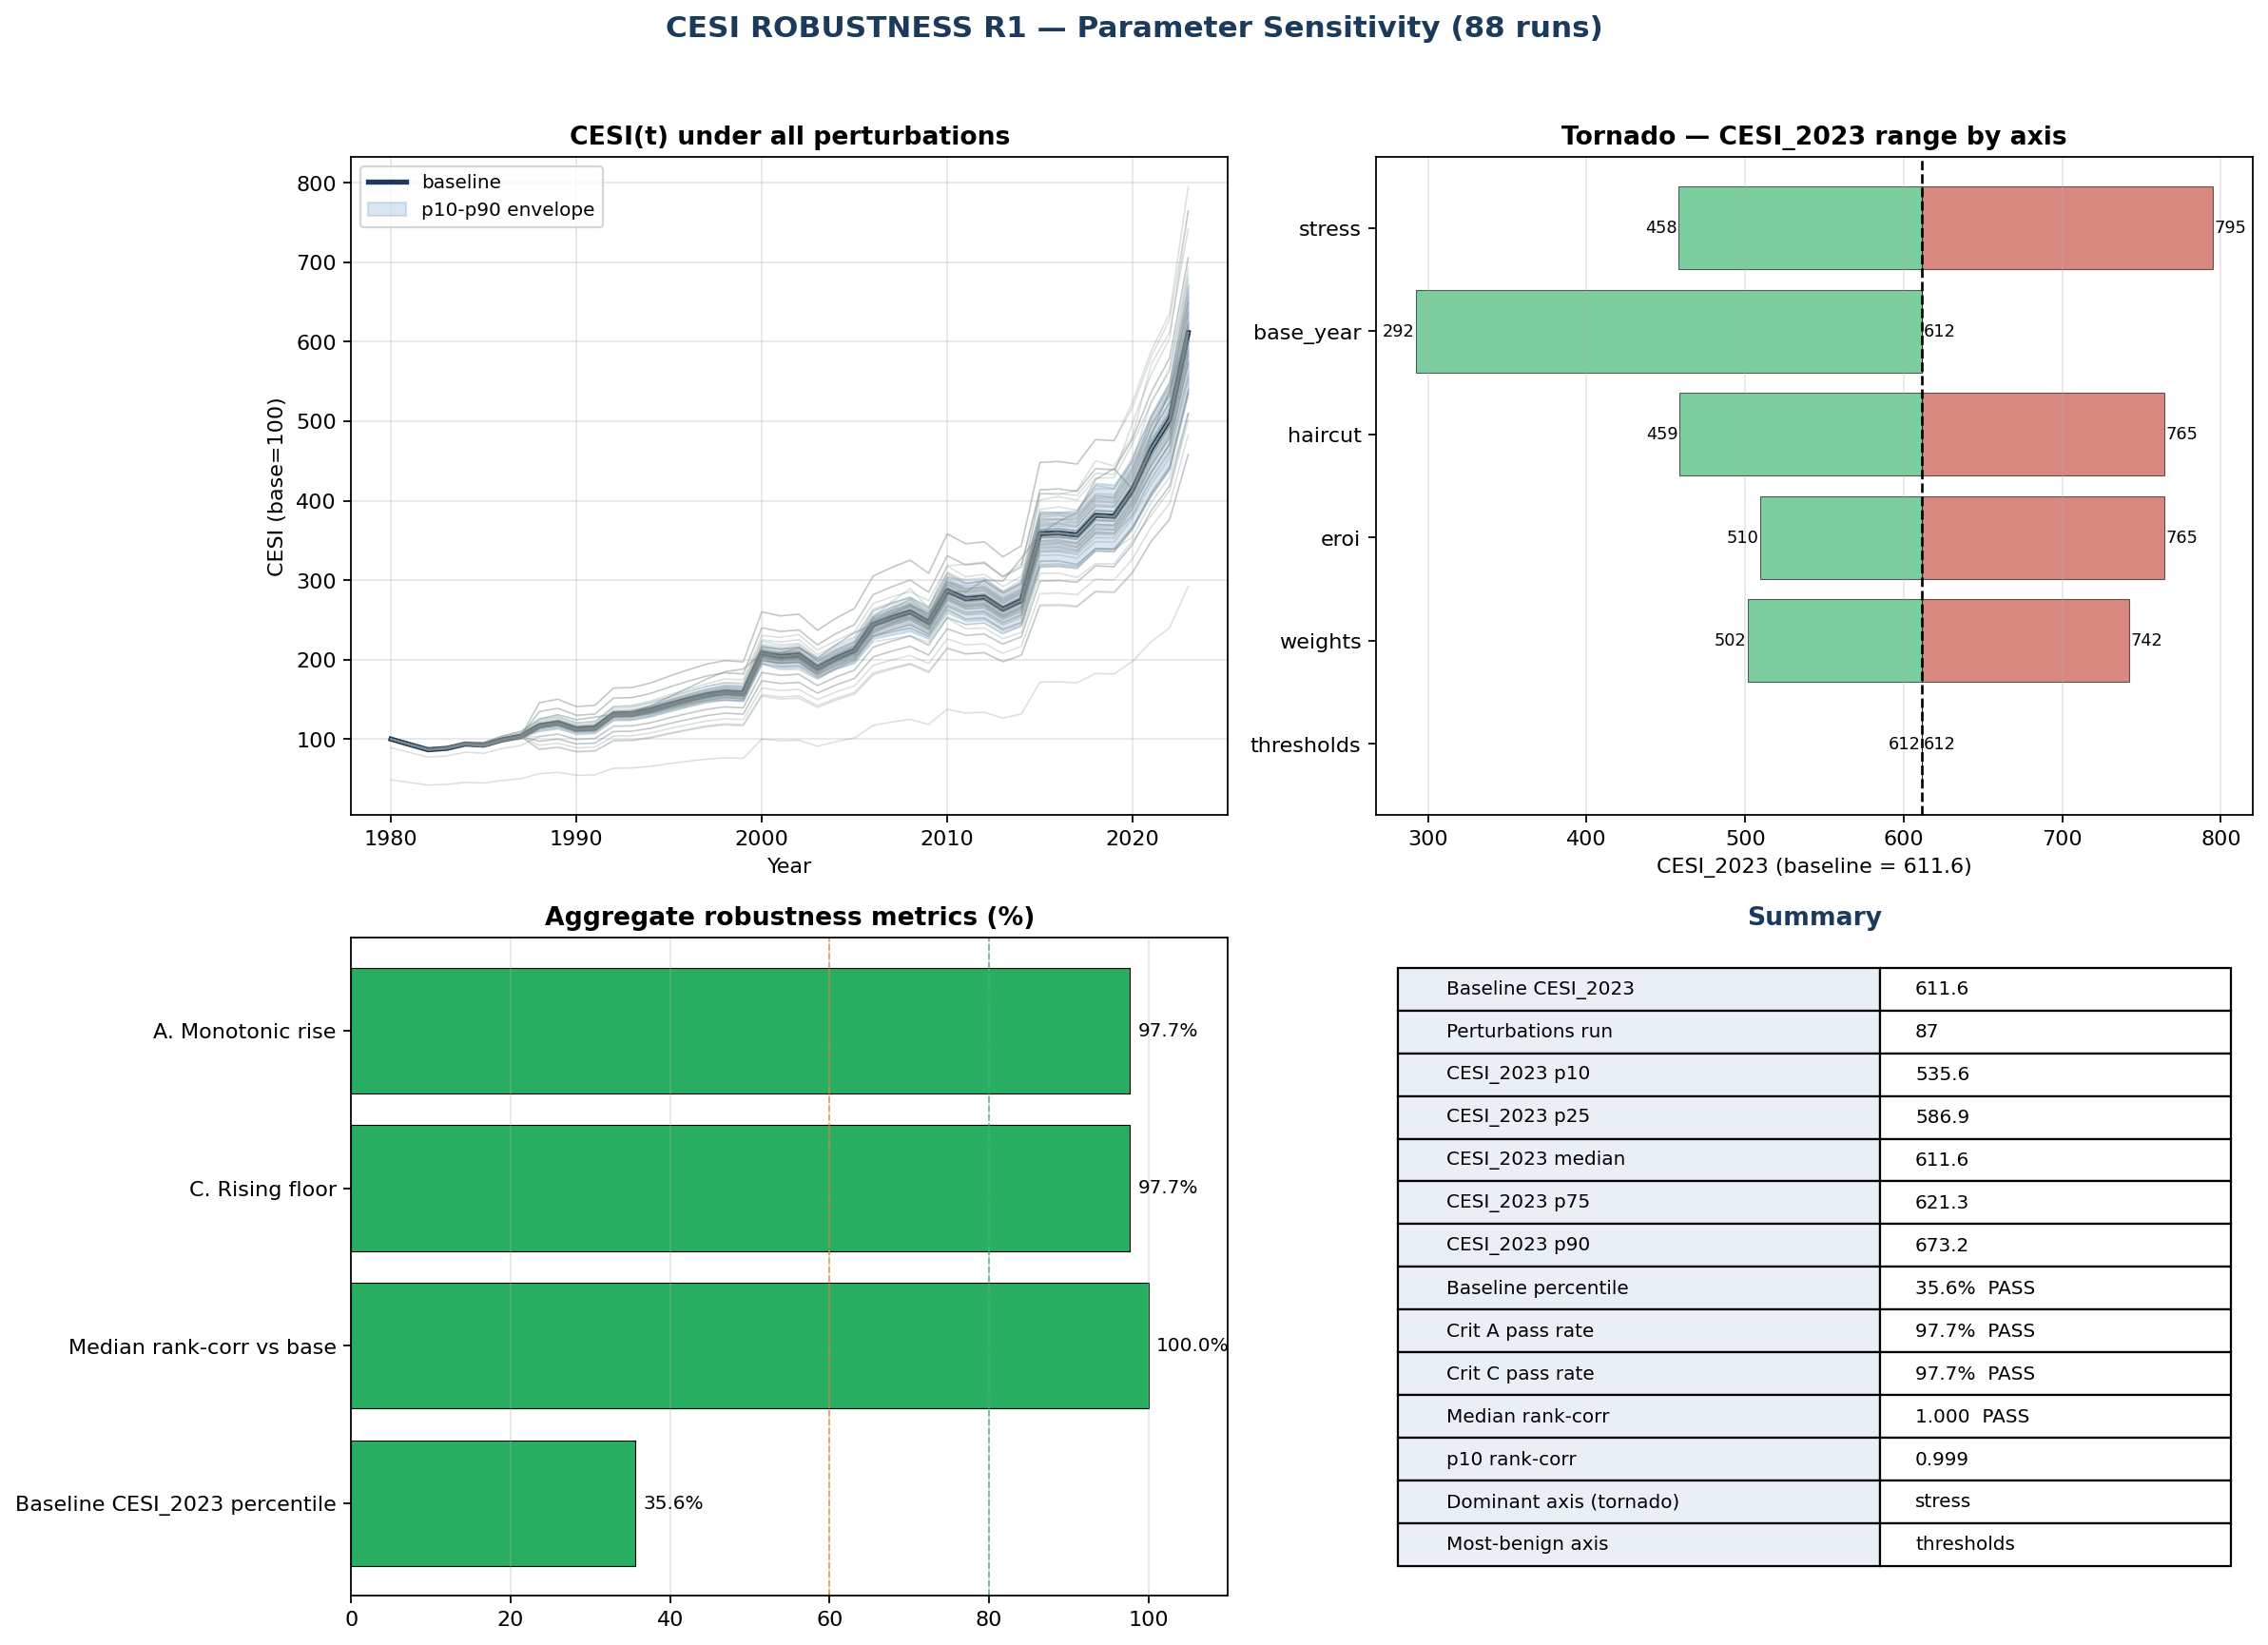 CESI ROBUSTNESS R1 — Parameter Sensitivity (88 runs)
CESI(t) under all perturbations
baseline
p10-p90 envelope
CESI (base=100)
800
700
600
500
400
300
200
100
1980
1990
2000
2010
2020
Year
Tornado — CESI_2023 range by axis
stress
458
795
base_year
292
612
haircut
459
765
eroi
510
765
weights
502
742
thresholds
612
612
300
400
500
600
700
800
CESI_2023 (baseline = 611.6)
Aggregate robustness metrics (%)
A. Monotonic rise
97.7%
C. Rising floor
97.7%
Median rank-corr vs base
100.0%
Baseline CESI_2023 percentile
35.6%
0
20
40
60
80
100
Summary
Baseline CESI_2023 611.6
Perturbations run 87
CESI_2023 p10 535.6
CESI_2023 p25 586.9
CESI_2023 median 611.6
CESI_2023 p75 621.3
CESI_2023 p90 673.2
Baseline percentile 35.6% PASS
Crit A pass rate 97.7% PASS
Crit C pass rate 97.7% PASS
Median rank-corr 1.000 PASS
p10 rank-corr 0.999
Dominant axis (tornado) stress
Most-benign axis thresholds